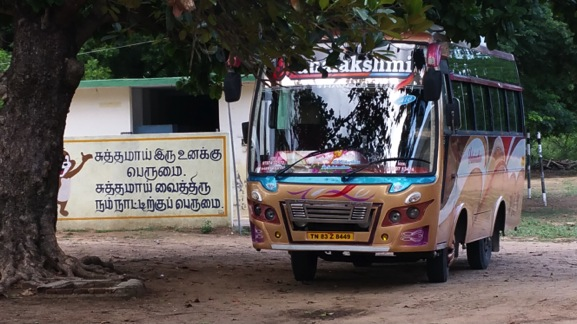 சுத்தமாய் இரு உனக்கு
பெருமை.
சுத்தமாய் வைத்திரு
நம்நாட்டிற்குப் பெருமை.
TN 83 Z 8449